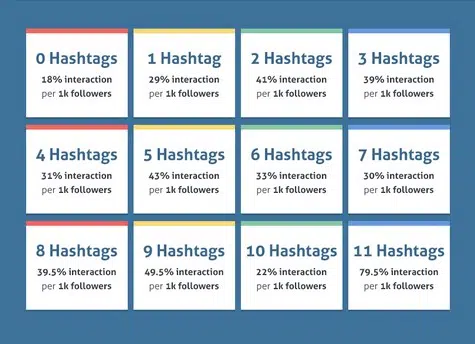 0 Hashtags
18% interaction
per 1k followers
1 Hashtag
29% interaction
per 1k followers
2 Hashtags
41% interaction
per 1k followers
3 Hashtags
39% interaction
per 1k followers
4 Hashtags
31% interaction
per 1k followers
5 Hashtags
43% interaction
per 1k followers
6 Hashtags
33% interaction
per 1k followers
7 Hashtags
30% interaction
per 1k followers
8 Hashtags
39.5% interaction
per 1k followers
9 Hashtags
49.5% interaction
per 1k followers
10 Hashtags
22% interaction
per 1k followers
11 Hashtags
79.5% interaction
per 1k followers